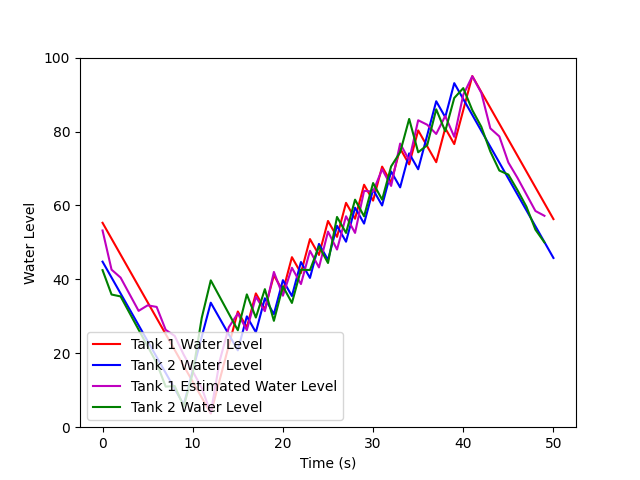 100
80
60
40
20
0
Water Level
Tank 1 Water Level
Tank 2 Water Level
Tank 1 Estimated Water Level
Tank 2 Water Level
0 10 20 30 40 50
Time (s)